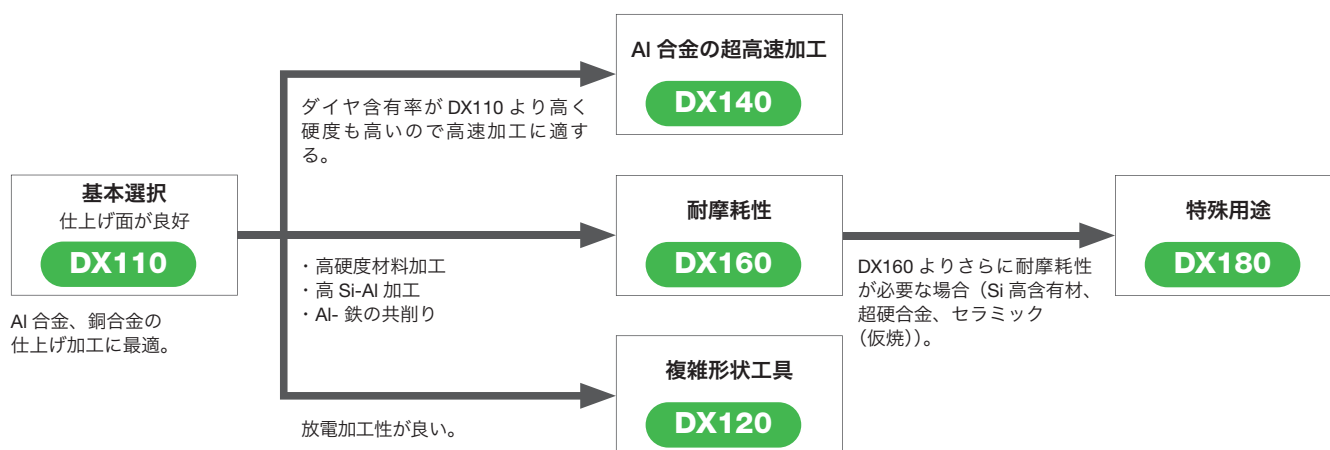 基本選択
仕上げ面が良好
DX110
AI 合金、銅合金の
仕上げ加工に最適。
ダイヤ含有率が DX110 より高く
硬度も高いので高速加工に適す
る。
AI 合金の超高速加工
DX140
・高硬度材料加工
・高 Si-AI 加工
・AI- 鉄の共削り
耐摩耗性
DX160
DX160 よりさらに耐摩耗性
が必要な場合（Si 高含有材、
超硬合金、セラミック
（仮焼））。
特殊用途
DX180
放電加工性が良い。
複雑形状工具
DX120